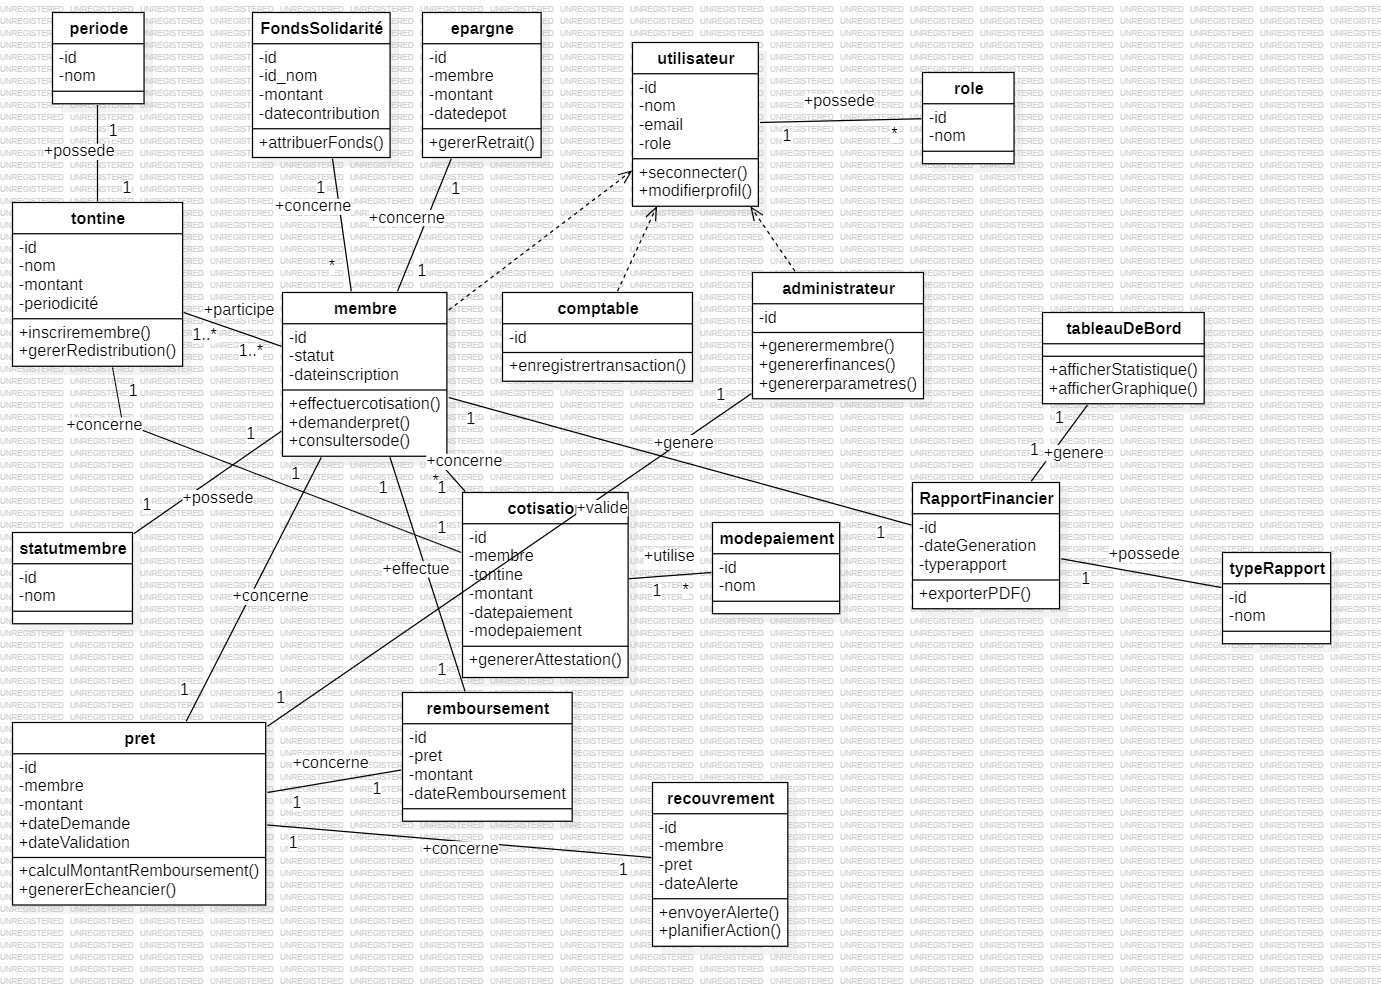 periode
-id
-nom
1
+possede
1
FondsSolidarité
-id
-id_nom
-montant
-datecontribution
+attribuerFonds()
1
+concerne
*
epargne
-id
-membre
-montant
-datedepot
+gererRetrait()
1
+concerne
1
utilisateur
-id
-nom
-email
-role
+seconnecter()
+modifierprofil()
+possede
1
*
role
-id
-nom
tontine
-id
-nom
-montant
-periodicité
+inscriremembre()
+gererRedistribution()
+participe
1..*
1..*
1
+concerne
1
membre
-id
-statut
-dateinscription
+effectuercotisation()
+demanderpret()
+consultersode()
comptable
-id
+enregistrertransaction()
administrateur
-id
+generermembre()
+genererfinances()
+genererparametres()
1
+genere
tableauDeBord
+afficherStatistique()
+afficherGraphique()
1
1
+genere
1
+possede
1
1
+concerne
1
1
+effectue
1
+concerne
*
1
1
statutmembre
-id
-nom
cotisatio
+valide
-id
-membre
-tontine
-montant
-datepaiement
-modepaiement
+genererAttestation()
+utilise
1
*
modepaiement
-id
-nom
RapportFinancier
-id
-dateGeneration
-typerapport
+exporterPDF()
1
+possede
1
typeRapport
-id
-nom
1
pret
-id
-membre
-montant
+dateDemande
+dateValidation
+calculMontantRemboursement()
+genererEcheancier()
+concerne
1
1
remboursement
-id
-pret
-montant
-dateRemboursement
1
+concerne
1
recouvrement
-id
-membre
-pret
-dateAlerte
+envoyerAlerte()
+planifierAction()
UNREGISTERED